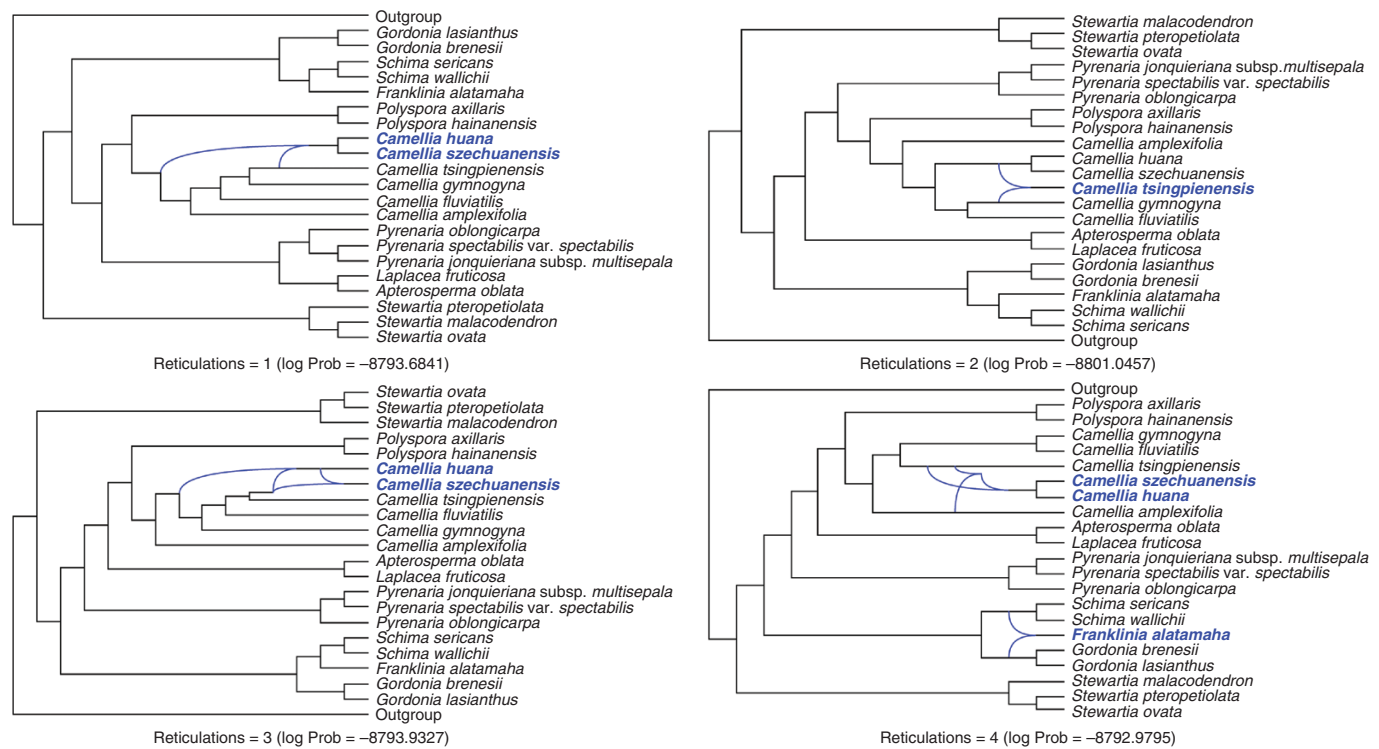 Outgroup
Gordonia lasianthus
Gordonia brenesii
Schima sericans
Schima wallichii
Franklinia alatamaha
Polyspora axillaris
Polyspora hainanensis
Camellia huana
Camellia szechuanensis
Camellia tsingpienensis
Camellia gymnogyna
Camellia fluviatilis
Camellia amplexifolia
Pyrenaria oblongicarpa
Pyrenaria spectabilis var. spectabilis
Pyrenaria jonquieriana subsp. multisepala
Laplacea fruticosa
Apterosperma oblata
Stewartia pteropetiolata
Stewartia malacodendron
Stewartia ovata
Reticulations = 1 (log Prob = –8793.6841)
Stewartia malacodendron
Stewartia pteropetiolata
Stewartia ovata
Pyrenaria jonquieriana subsp.multisepala
Pyrenaria spectabilis var. spectabilis
Pyrenaria oblongicarpa
Polyspora axillaris
Polyspora hainanensis
Camellia amplexifolia
Camellia huana
Camellia szechuanensis
Camellia tsingpienensis
Camellia gymnogyna
Camellia fluviatilis
Apterosperma oblata
Laplacea fruticosa
Gordonia lasianthus
Gordonia brenesii
Franklinia alatamaha
Schima wallichii
Schima sericans
Outgroup
Reticulations = 2 (log Prob = –8801.0457)
Stewartia ovata
Stewartia pteropetiolata
Stewartia malacodendron
Polyspora axillaris
Polyspora hainanensis
Camellia huana
Camellia szechuanensis
Camellia tsingpienensis
Camellia fluviatilis
Camellia gymnogyna
Camellia amplexifolia
Apterosperma oblata
Laplacea fruticosa
Pyrenaria jonquieriana subsp. multisepala
Pyrenaria spectabilis var. spectabilis
Pyrenaria oblongicarpa
Schima sericans
Schima wallichii
Franklinia alatamaha
Gordonia brenesii
Gordonia lasianthus
Outgroup
Reticulations = 3 (log Prob = –8793.9327)
Outgroup
Polyspora axillaris
Polyspora hainanensis
Camellia gymnogyna
Camellia fluviatilis
Camellia tsingpienensis
Camellia szechuanensis
Camellia huana
Camellia amplexifolia
Apterosperma oblata
Laplacea fruticosa
Pyrenaria jonquieriana subsp. multisepala
Pyrenaria spectabilis var. spectabilis
Pyrenaria oblongicarpa
Schima sericans
Schima wallichii
Franklinia alatamaha
Gordonia brenesii
Gordonia lasianthus
Stewartia malacodendron
Stewartia pteropetiolata
Stewartia ovata
Reticulations = 4 (log Prob = –8792.9795)